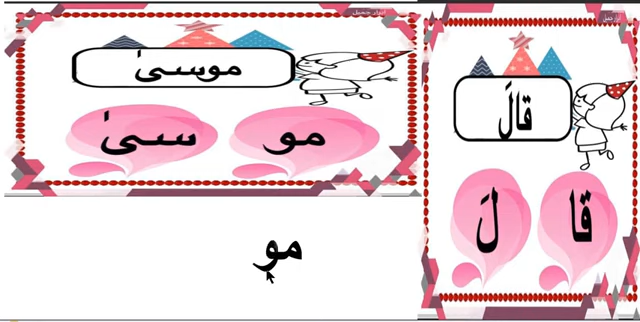 موسىٰ
مو سىٰ
مو
قالَ
قا لَ